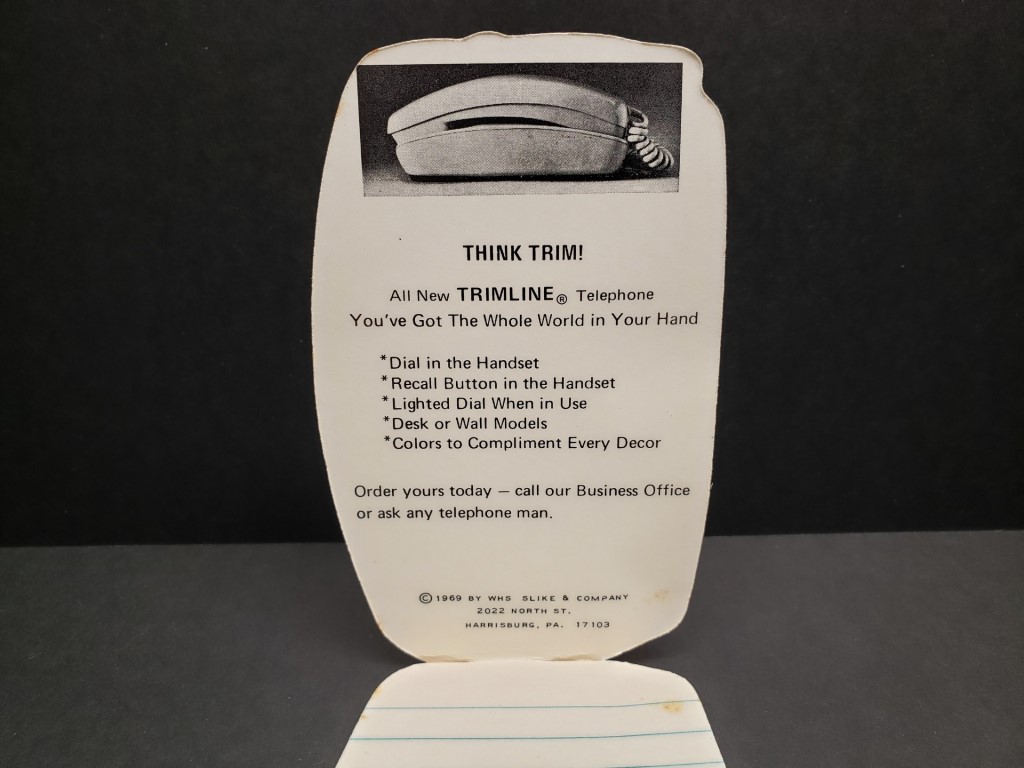 THINK TRIM!
All New TRIMLINE® Telephone
You've Got The Whole World in Your Hand
*Dial in the Handset
*Recall Button in the Handset
*Lighted Dial When in Use
*Desk or Wall Models
*Colors to Compliment Every Decor
Order yours today — call our Business Office
or ask any telephone man.
© 1969 BY WHS SLIKE & COMPANY
2022 NORTH ST.
HARRISBURG, PA. 17103